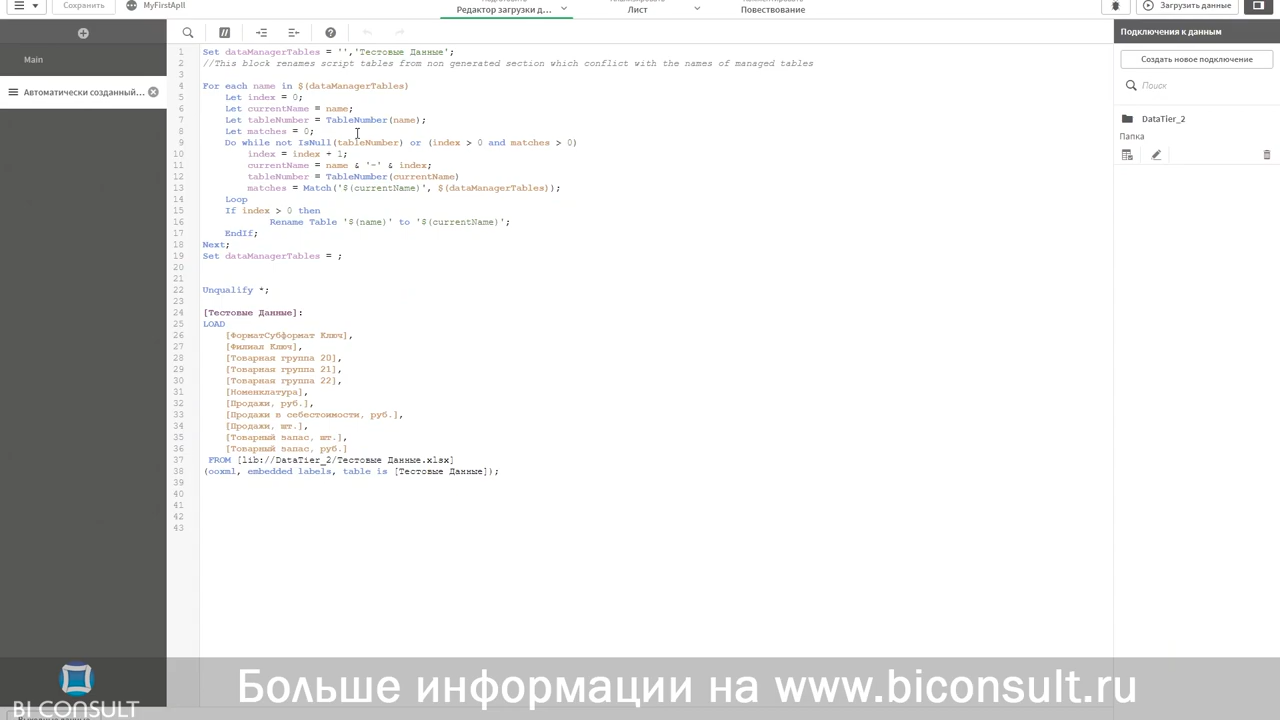 Сохранить
MyFirstApll
Редактор загрузки д...
Лист
Повествование
Загрузить данные
Main
Автоматически созданный...
1 Set dataManagerTables = '','Тестовые Данные';
2 //This block renames script tables from non generated section which conflict with the names of managed tables
3
4 For each name in $(dataManagerTables)
5 Let index = 0;
6 Let currentName = name;
7 Let tableNumber = TableNumber(name);
8 Let matches = 0;
9 Do while not IsNull(tableNumber) or (index > 0 and matches > 0)
10 index = index + 1;
11 currentName = name & '-' & index;
12 tableNumber = TableNumber(currentName)
13 matches = Match('$(currentName)', $(dataManagerTables));
14 Loop
15 If index > 0 then
16 Rename Table '$(name)' to '$(currentName)';
17 EndIf;
18 Next;
19 Set dataManagerTables = ;
20
21
22 Unqualify *;
23
24 [Тестовые Данные]:
25 LOAD
26 [ФорматСубформат Ключ],
27 [Филиал Ключ],
28 [Товарная группа 20],
29 [Товарная группа 21],
30 [Товарная группа 22],
31 [Номенклатура],
32 [Продажи, руб.],
33 [Продажи в себестоимости, руб.],
34 [Продажи, шт.],
35 [Товарный запас, шт.],
36 [Товарный запас, руб.]
37 FROM [lib://DataTier_2/Тестовые Данные.xlsx]
38 (ooxml, embedded labels, table is [Тестовые Данные]);
39
40
41
42
43
Подключения к данным
Создать новое подключение
Поиск
DataTier_2
Папка
BI CONSULT
Больше информации на www.biconsult.ru